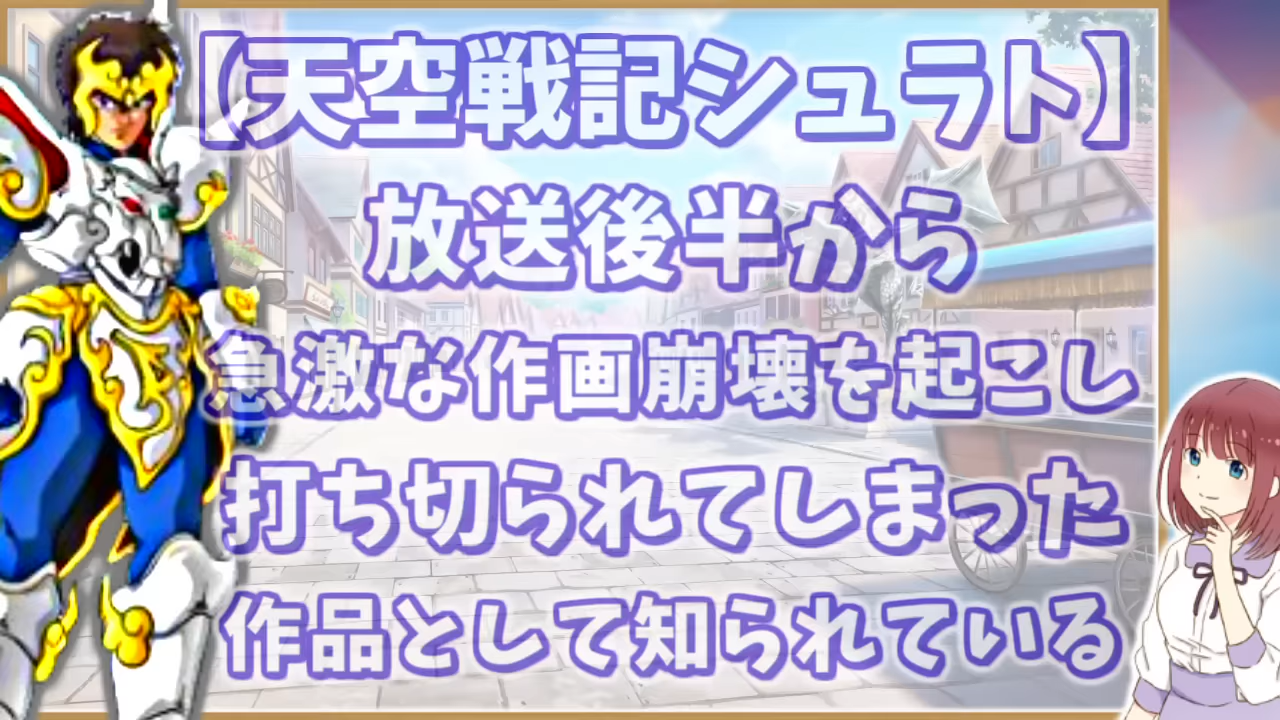 【天空戦記シュラト】
放送後半から
急激な作画崩壊を起こし
打ち切られてしまった
作品として知られている